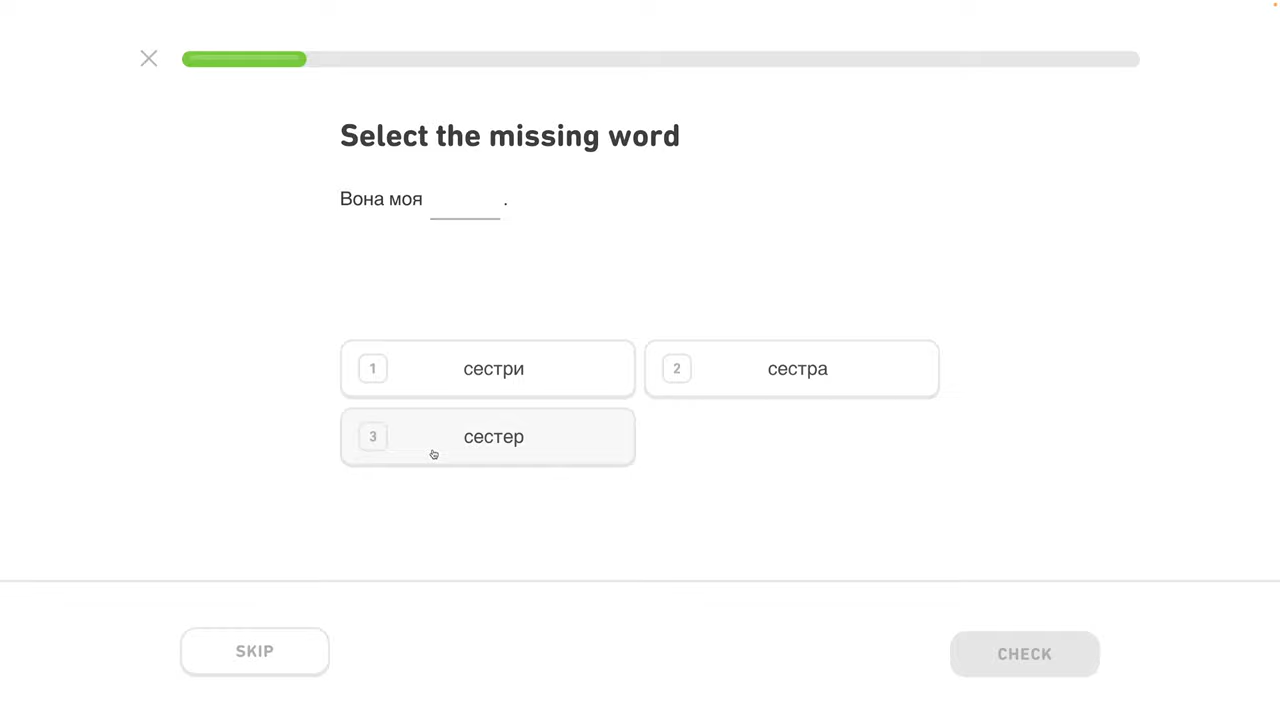 Select the missing word
Вона моя ______ .
1 сестри
2 сестра
3 сестер
SKIP
CHECK